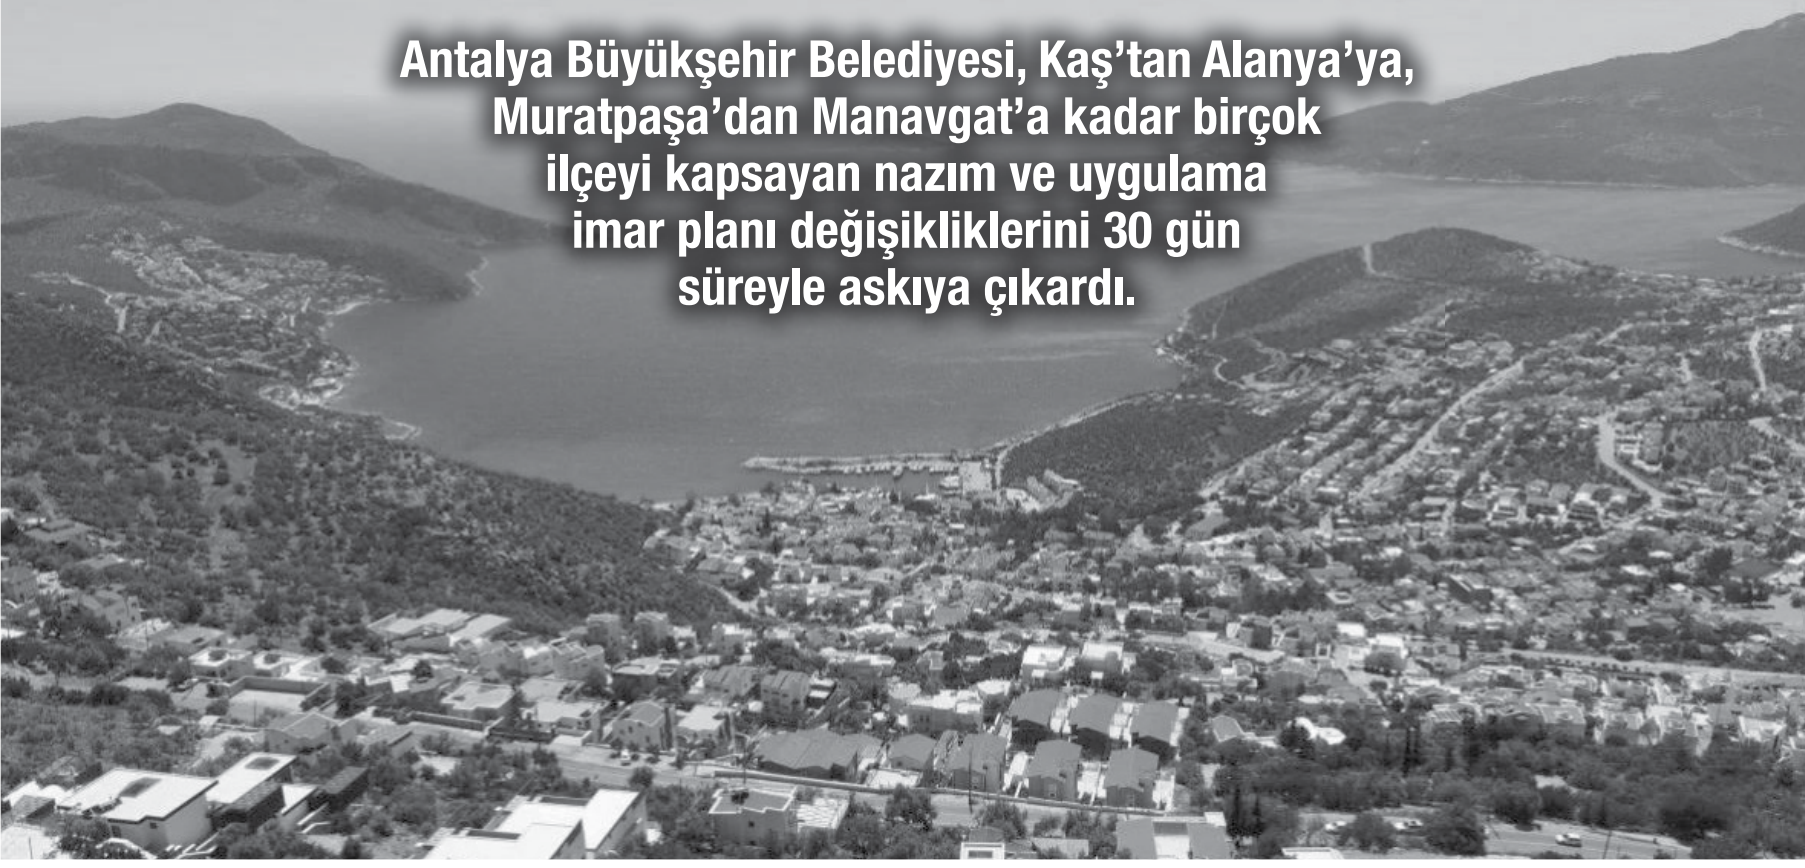 Antalya Büyükşehir Belediyesi, Kaş’tan Alanya’ya,
Muratpaşa’dan Manavgat’a kadar birçok
ilçeyi kapsayan nazım ve uygulama
imar planı değişikliklerini 30 gün
süreyle askıya çıkardı.